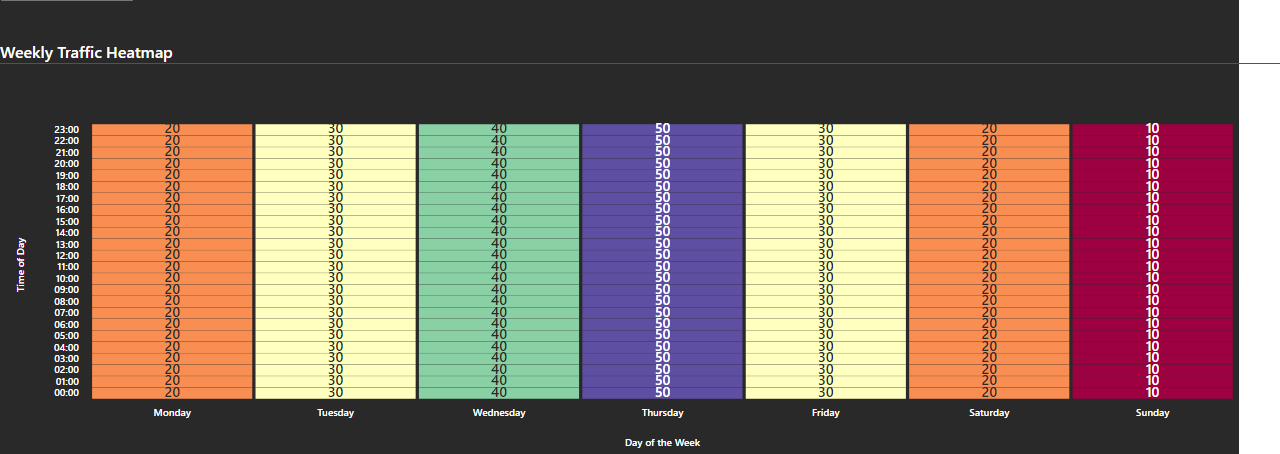 Weekly Traffic Heatmap
23:00 20 30 40 50 30 20 10
22:00 20 30 40 50 30 20 10
21:00 20 30 40 50 30 20 10
20:00 20 30 40 50 30 20 10
19:00 20 30 40 50 30 20 10
18:00 20 30 40 50 30 20 10
17:00 20 30 40 50 30 20 10
16:00 20 30 40 50 30 20 10
15:00 20 30 40 50 30 20 10
14:00 20 30 40 50 30 20 10
13:00 20 30 40 50 30 20 10
12:00 20 30 40 50 30 20 10
11:00 20 30 40 50 30 20 10
10:00 20 30 40 50 30 20 10
09:00 20 30 40 50 30 20 10
08:00 20 30 40 50 30 20 10
07:00 20 30 40 50 30 20 10
06:00 20 30 40 50 30 20 10
05:00 20 30 40 50 30 20 10
04:00 20 30 40 50 30 20 10
03:00 20 30 40 50 30 20 10
02:00 20 30 40 50 30 20 10
01:00 20 30 40 50 30 20 10
00:00 20 30 40 50 30 20 10
Time of Day
Monday Tuesday Wednesday Thursday Friday Saturday Sunday
Day of the Week